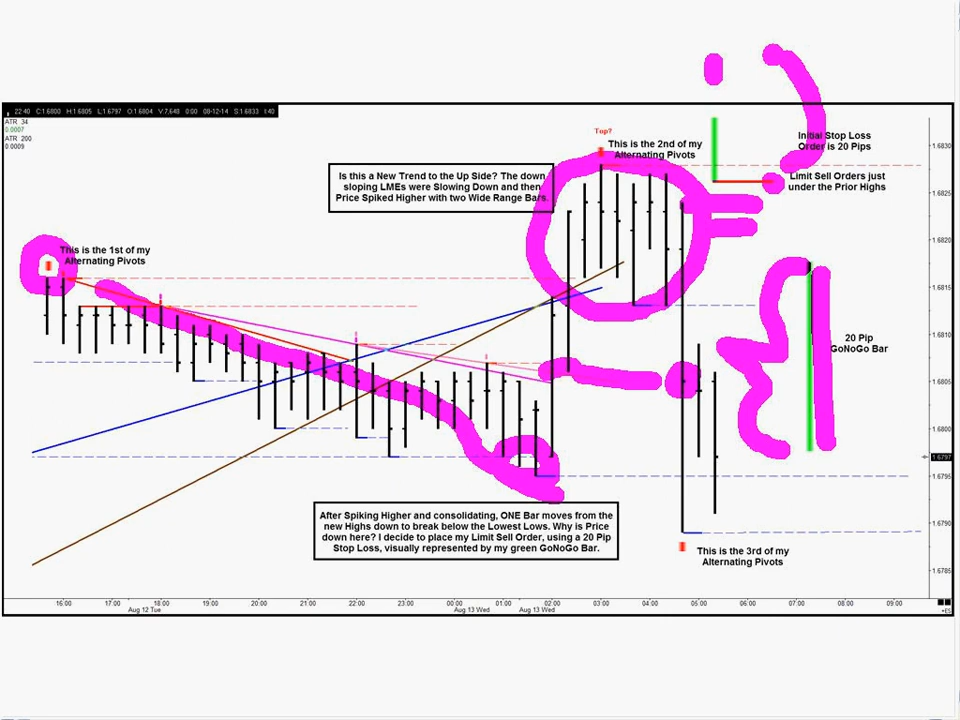 22:40 C:1.6800 H:1.6805 L:1.6797 O:1.6804 V:7,648 0:00 08-12-14 S:1.6833 I:40
ATR 34
0.0007
ATR 200
0.0009
Top?
This is the 2nd of my
Alternating Pivots
Initial Stop Loss
Order is 20 Pips
Limit Sell Orders just
under the Prior Highs
Is this a New Trend to the Up Side? The down
sloping LMEs were Slowing Down and then
Price Spiked Higher with two Wide Range Bars.
This is the 1st of my
Alternating Pivots
20 Pip
GoNoGo Bar
After Spiking Higher and consolidating, ONE Bar moves from the
new Highs down to break below the Lowest Lows. Why is Price
down here? I decide to place my Limit Sell Order, using a 20 Pip
Stop Loss, visually represented by my green GoNoGo Bar.
This is the 3rd of my
Alternating Pivots
1.6830
1.6825
1.6820
1.6815
1.6810
1.6805
1.6800
1.6797
1.6795
1.6790
1.6785
16:00 17:00 18:00 19:00 20:00 21:00 22:00 23:00 00:00 01:00 02:00 03:00 04:00 05:00 06:00 07:00 08:00 09:00
Aug 12 Tue Aug 13 Wed Aug 13 Wed